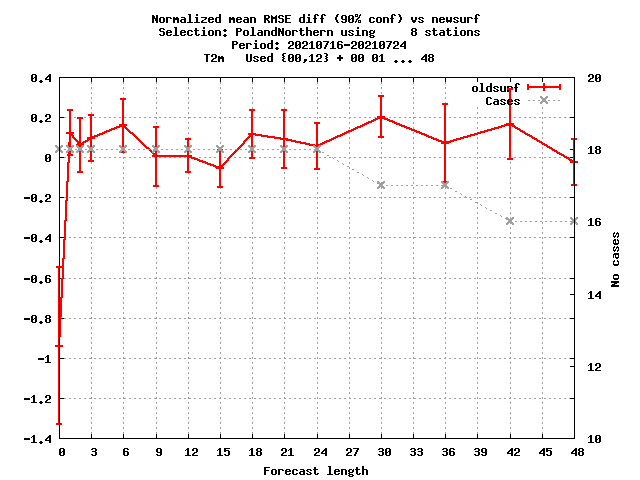 Normalized mean RMSE diff (90% conf) vs newsurf
Selection: PolandNorthern using     8 stations
Period: 20210716-20210724
T2m   Used {00,12} + 00 01 ... 48
0.4
0.2
0
-0.2
-0.4
-0.6
-0.8
-1
-1.2
-1.4
20
18
16
14
12
10
oldsurf
Cases
No cases
0 3 6 9 12 15 18 21 24 27 30 33 36 39 42 45 48
Forecast length